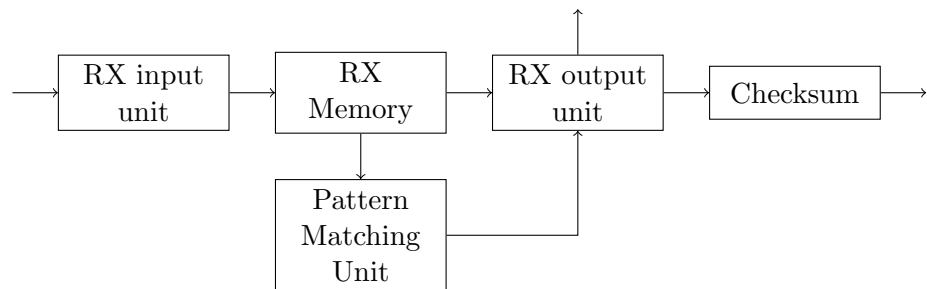 RX input
unit
RX
Memory
RX output
unit
Checksum
Pattern
Matching
Unit